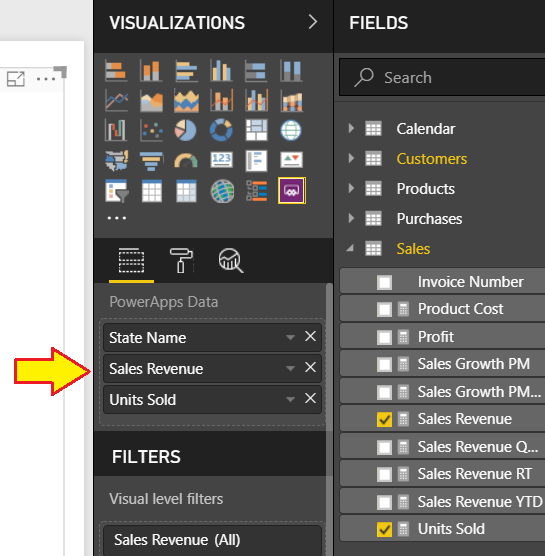 VISUALIZATIONS
FIELDS
Search
123
Calendar
Customers
Products
Purchases
Sales
Invoice Number
Product Cost
Profit
Sales Growth PM
Sales Growth PM...
Sales Revenue
Sales Revenue Q...
Sales Revenue RT
Sales Revenue YTD
Units Sold
PowerApps Data
State Name
Sales Revenue
Units Sold
FILTERS
Visual level filters
Sales Revenue (All)